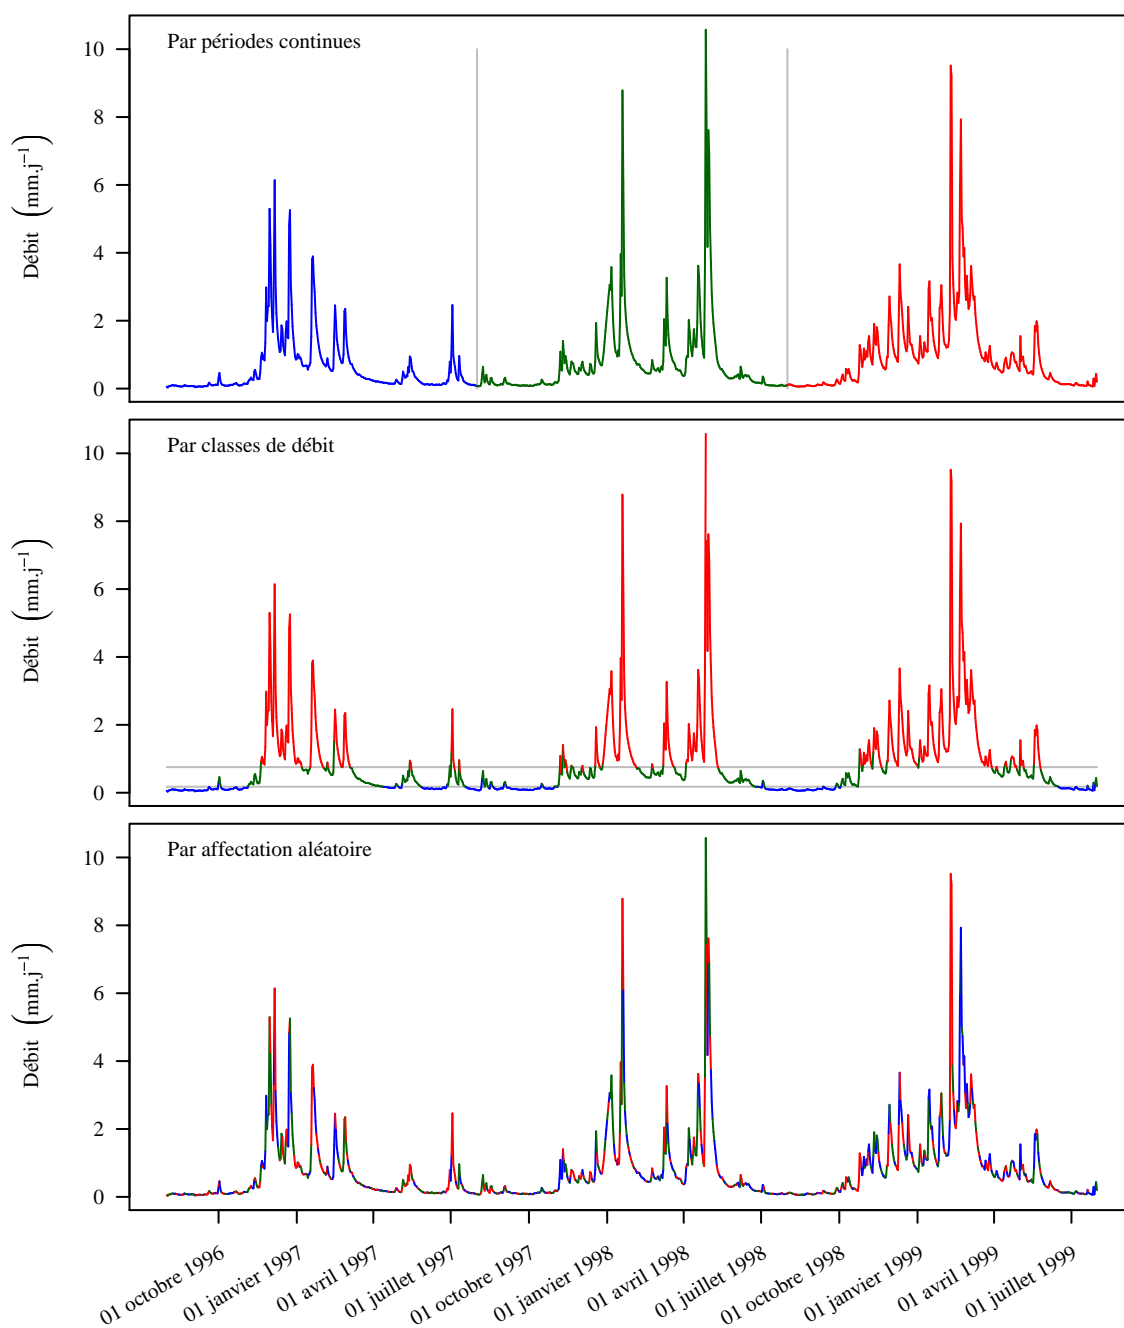 Par périodes continues
10
8
6
4
2
0
Débit (mm.j⁻¹)
Par classes de débit
10
8
6
4
2
0
Débit (mm.j⁻¹)
Par affectation aléatoire
10
8
6
4
2
0
Débit (mm.j⁻¹)
01 octobre 1996
01 janvier 1997
01 avril 1997
01 juillet 1997
01 octobre 1997
01 janvier 1998
01 avril 1998
01 juillet 1998
01 octobre 1998
01 janvier 1999
01 avril 1999
01 juillet 1999